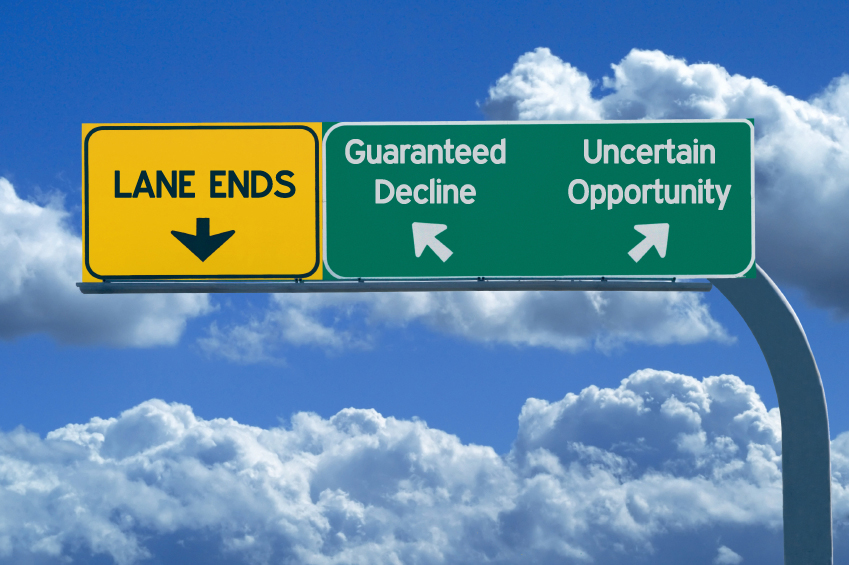 LANE ENDS
Guaranteed
Decline
Uncertain
Opportunity